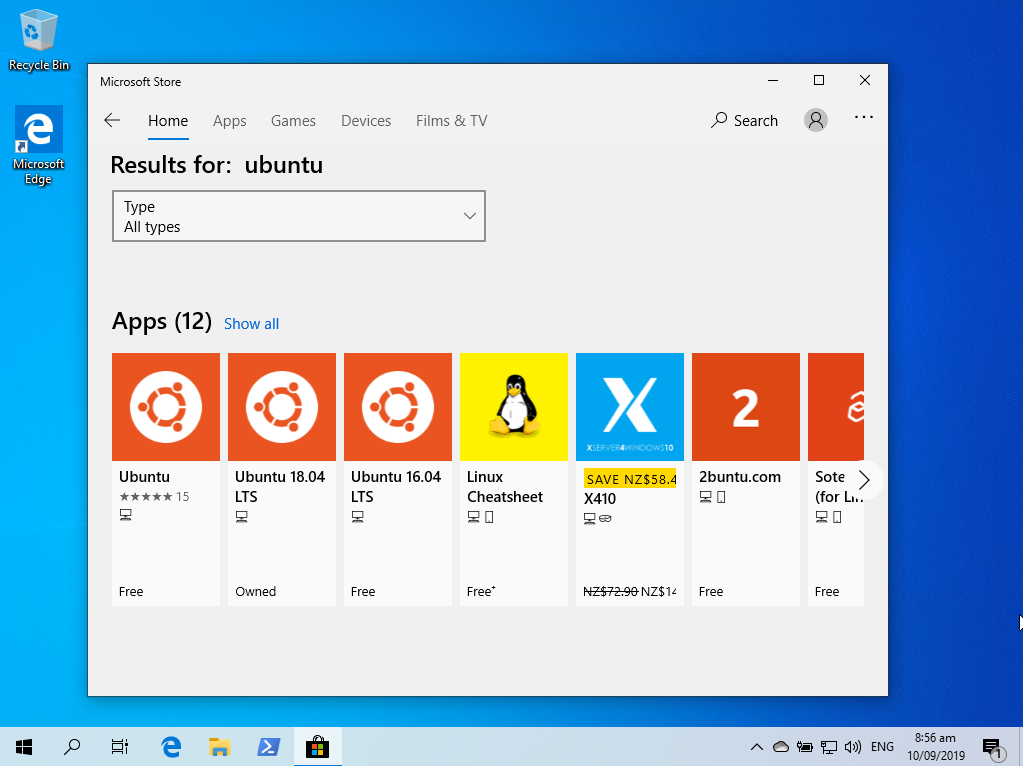 Recycle Bin
Microsoft
Edge
Microsoft Store
Home Apps Games Devices Films & TV Search
Results for: ubuntu
Type
All types
Apps (12) Show all
XSERVER4WINDOWS10
2
Ubuntu
15
Free
Ubuntu 18.04
LTS
Owned
Ubuntu 16.04
LTS
Free
Linux
Cheatsheet
Free+
SAVE NZ$58.4
X410
NZ$72.90 NZ$14
2buntu.com
Free
Sote
(for Lin
Free
ENG
8:56 am
10/09/2019
1